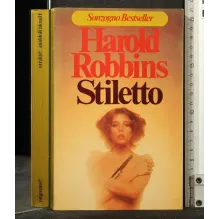 Sonzogno Bestseller
Harold
Robbins
Stiletto